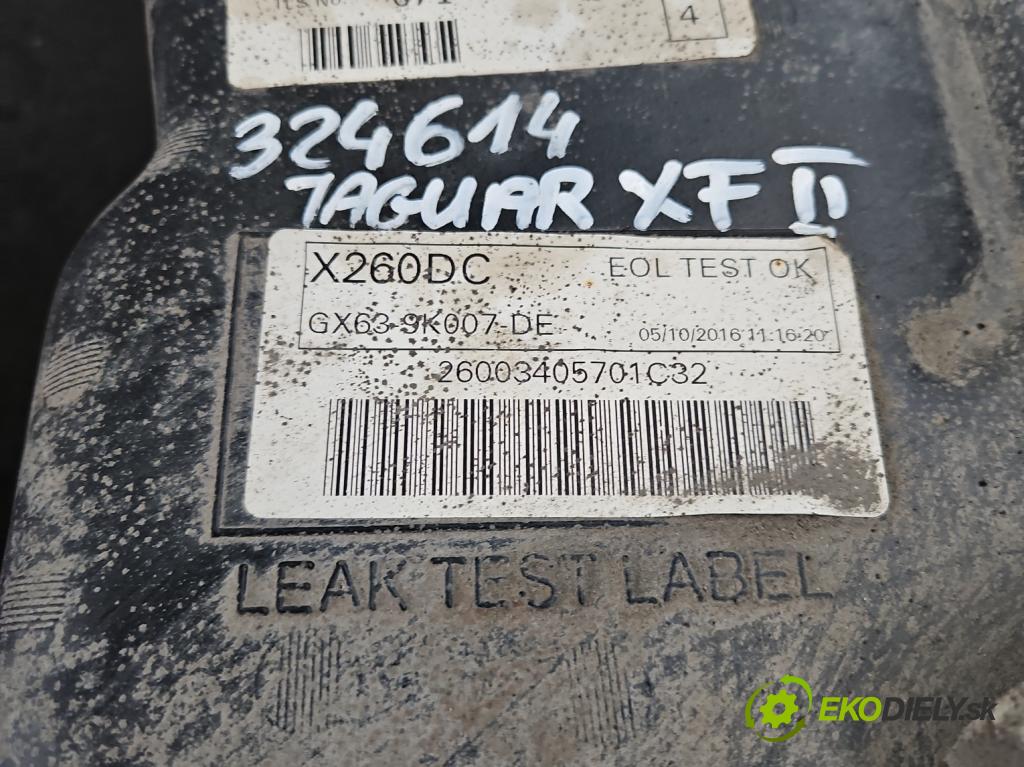 4
324614
JAGUAR XF II
X260DC EOL TEST OK
GX63-9K007-DE 05/10/2016 11:16:20
26003405701C32
LEAK TEST LABEL
EKODIELY.sk